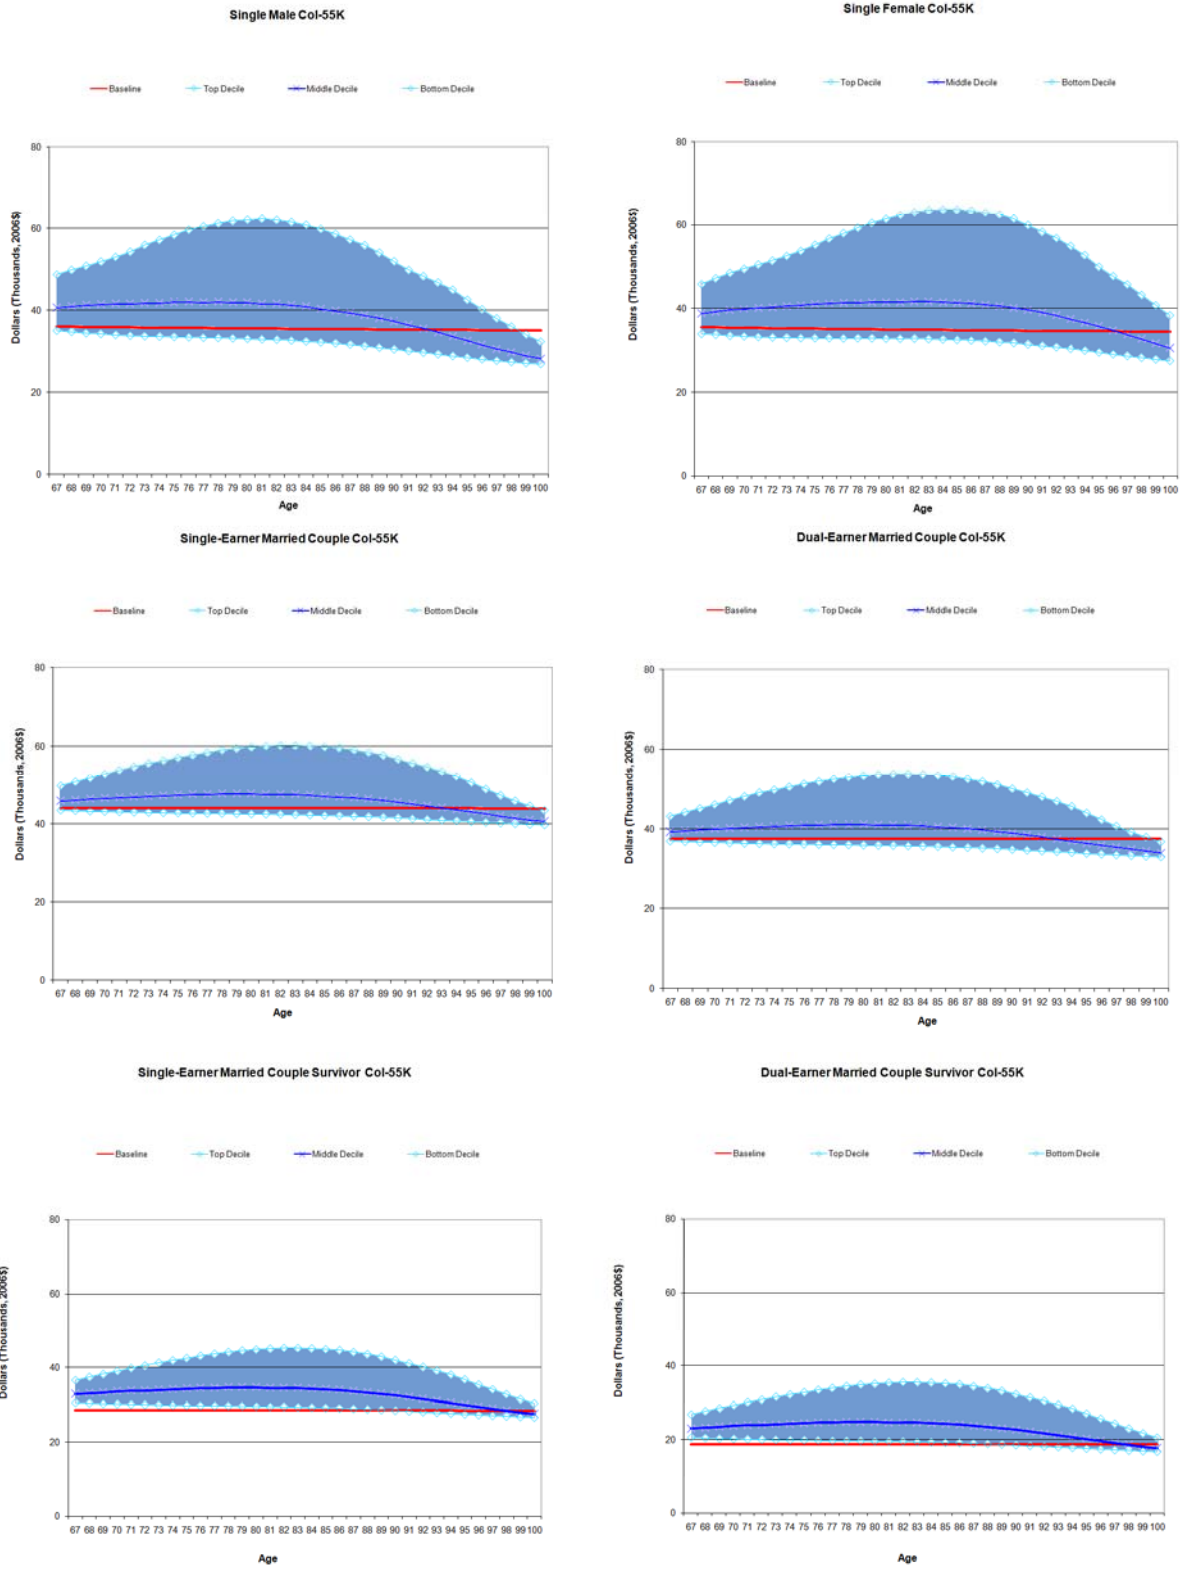 Single Male Col-55K
Baseline Top Decile Middle Decile Bottom Decile
Dollars (Thousands, 2006$)
80
60
40
20
0
67 68 69 70 71 72 73 74 75 76 77 78 79 80 81 82 83 84 85 86 87 88 89 90 91 92 93 94 95 96 97 98 99 100
Age
Single Female Col-55K
Baseline Top Decile Middle Decile Bottom Decile
Dollars (Thousands, 2006$)
80
60
40
20
0
67 68 69 70 71 72 73 74 75 76 77 78 79 80 81 82 83 84 85 86 87 88 89 90 91 92 93 94 95 96 97 98 99 100
Age
Single-Earner Married Couple Col-55K
Baseline Top Decile Middle Decile Bottom Decile
Dollars (Thousands, 2006$)
80
60
40
20
0
67 68 69 70 71 72 73 74 75 76 77 78 79 80 81 82 83 84 85 86 87 88 89 90 91 92 93 94 95 96 97 98 99 100
Age
Dual-Earner Married Couple Col-55K
Baseline Top Decile Middle Decile Bottom Decile
Dollars (Thousands, 2006$)
80
60
40
20
0
67 68 69 70 71 72 73 74 75 76 77 78 79 80 81 82 83 84 85 86 87 88 89 90 91 92 93 94 95 96 97 98 99 100
Age
Single-Earner Married Couple Survivor Col-55K
Baseline Top Decile Middle Decile Bottom Decile
Dollars (Thousands, 2006$)
80
60
40
20
0
67 68 69 70 71 72 73 74 75 76 77 78 79 80 81 82 83 84 85 86 87 88 89 90 91 92 93 94 95 96 97 98 99 100
Age
Dual-Earner Married Couple Survivor Col-55K
Baseline Top Decile Middle Decile Bottom Decile
Dollars (Thousands, 2006$)
80
60
40
20
0
67 68 69 70 71 72 73 74 75 76 77 78 79 80 81 82 83 84 85 86 87 88 89 90 91 92 93 94 95 96 97 98 99 100
Age